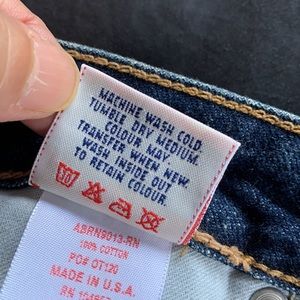 MACHINE WASH COLD.
TUMBLE DRY MEDIUM.
COLOUR MAY
TRANSFER WHEN NEW.
WASH INSIDE OUT
TO RETAIN COLOUR.
ABRN9013-RN
100% COTTON
PO# OT120
MADE IN U.S.A.
RN